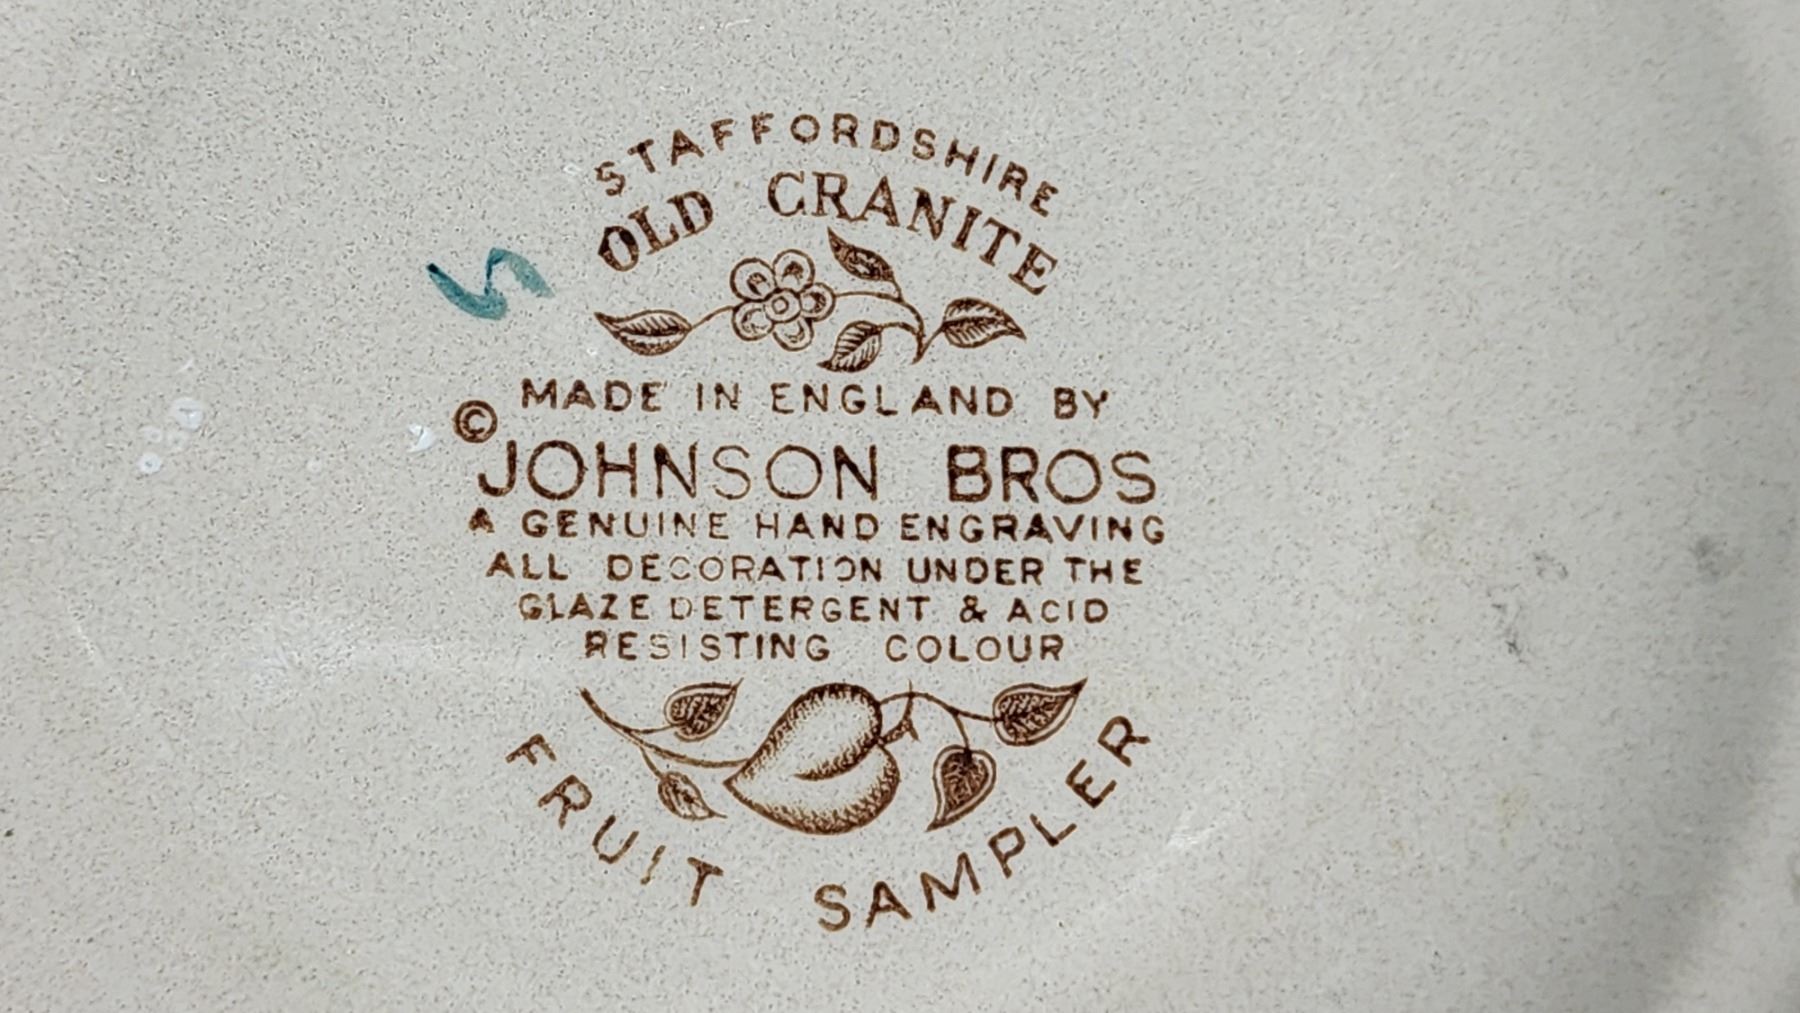 STAFFORDSHIRE
OLD GRANITE
MADE IN ENGLAND BY
©
JOHNSON BROS
A GENUINE HAND ENGRAVING
ALL DECORATION UNDER THE
GLAZE DETERGENT & ACID
RESISTING COLOUR
FRUIT SAMPLER